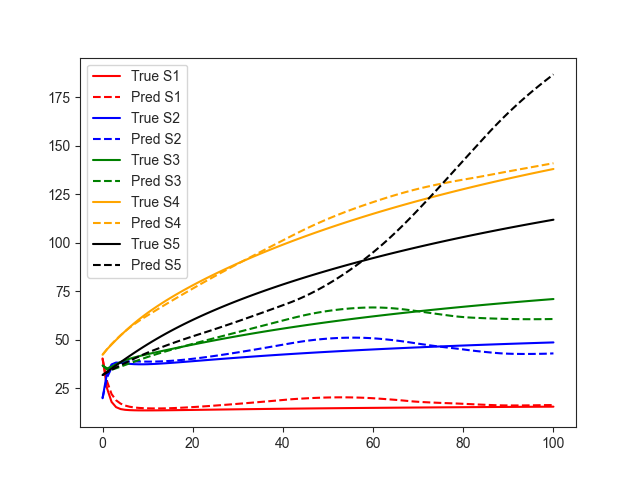 True S1
Pred S1
True S2
Pred S2
True S3
Pred S3
True S4
Pred S4
True S5
Pred S5
175
150
125
100
75
50
25
0 20 40 60 80 100